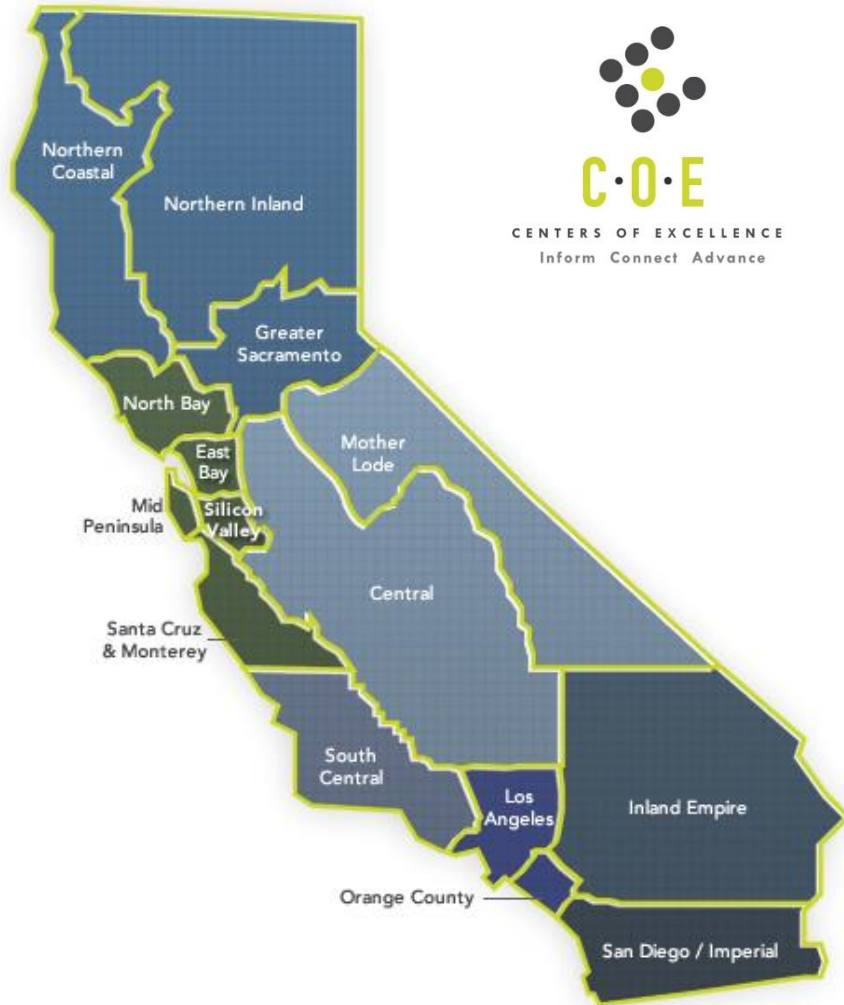 C·O·E
CENTERS OF EXCELLENCE
Inform Connect Advance
Northern
Coastal
Northern Inland
Greater
Sacramento
North Bay
Mother
Lode
East
Bay
Mid
Peninsula
Silicon
Valley
Central
Santa Cruz
& Monterey
South
Central
Los
Angeles
Inland Empire
Orange County
San Diego / Imperial